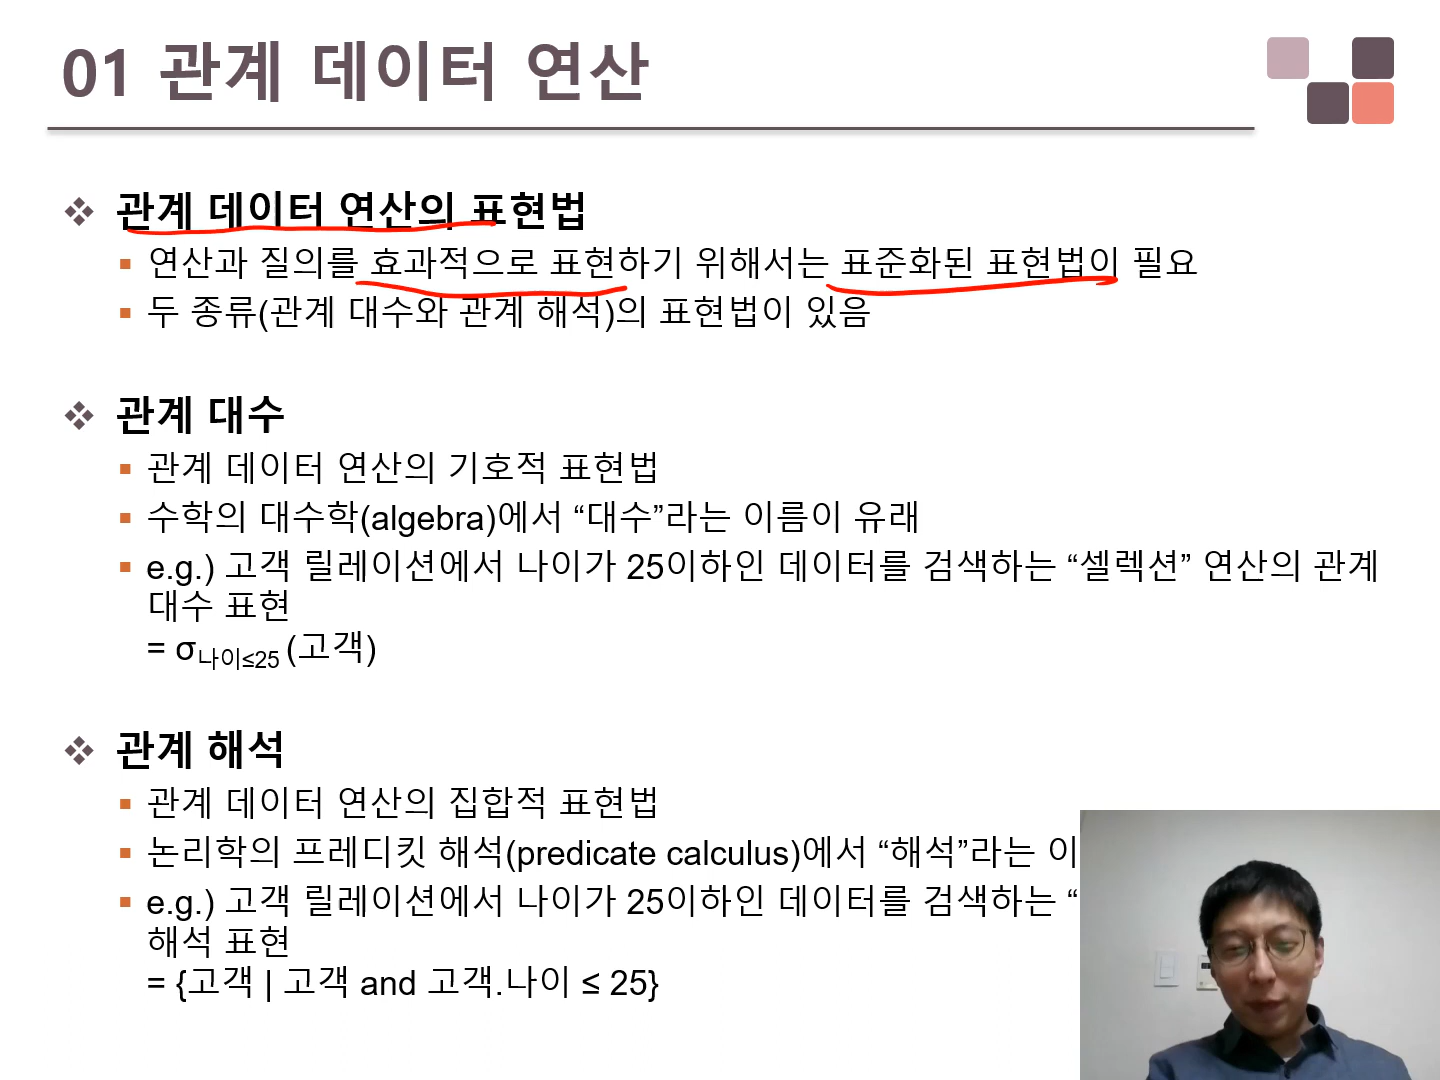 01 관계 데이터 연산
❖ 관계 데이터 연산의 표현법
▪ 연산과 질의를 효과적으로 표현하기 위해서는 표준화된 표현법이 필요
▪ 두 종류(관계 대수와 관계 해석)의 표현법이 있음
❖ 관계 대수
▪ 관계 데이터 연산의 기호적 표현법
▪ 수학의 대수학(algebra)에서 “대수”라는 이름이 유래
▪ e.g.) 고객 릴레이션에서 나이가 25이하인 데이터를 검색하는 “셀렉션” 연산의 관계
대수 표현
= σ나이≤25 (고객)
❖ 관계 해석
▪ 관계 데이터 연산의 집합적 표현법
▪ 논리학의 프레디킷 해석(predicate calculus)에서 “해석”라는 이
▪ e.g.) 고객 릴레이션에서 나이가 25이하인 데이터를 검색하는 “
해석 표현
= {고객 | 고객 and 고객.나이 ≤ 25}